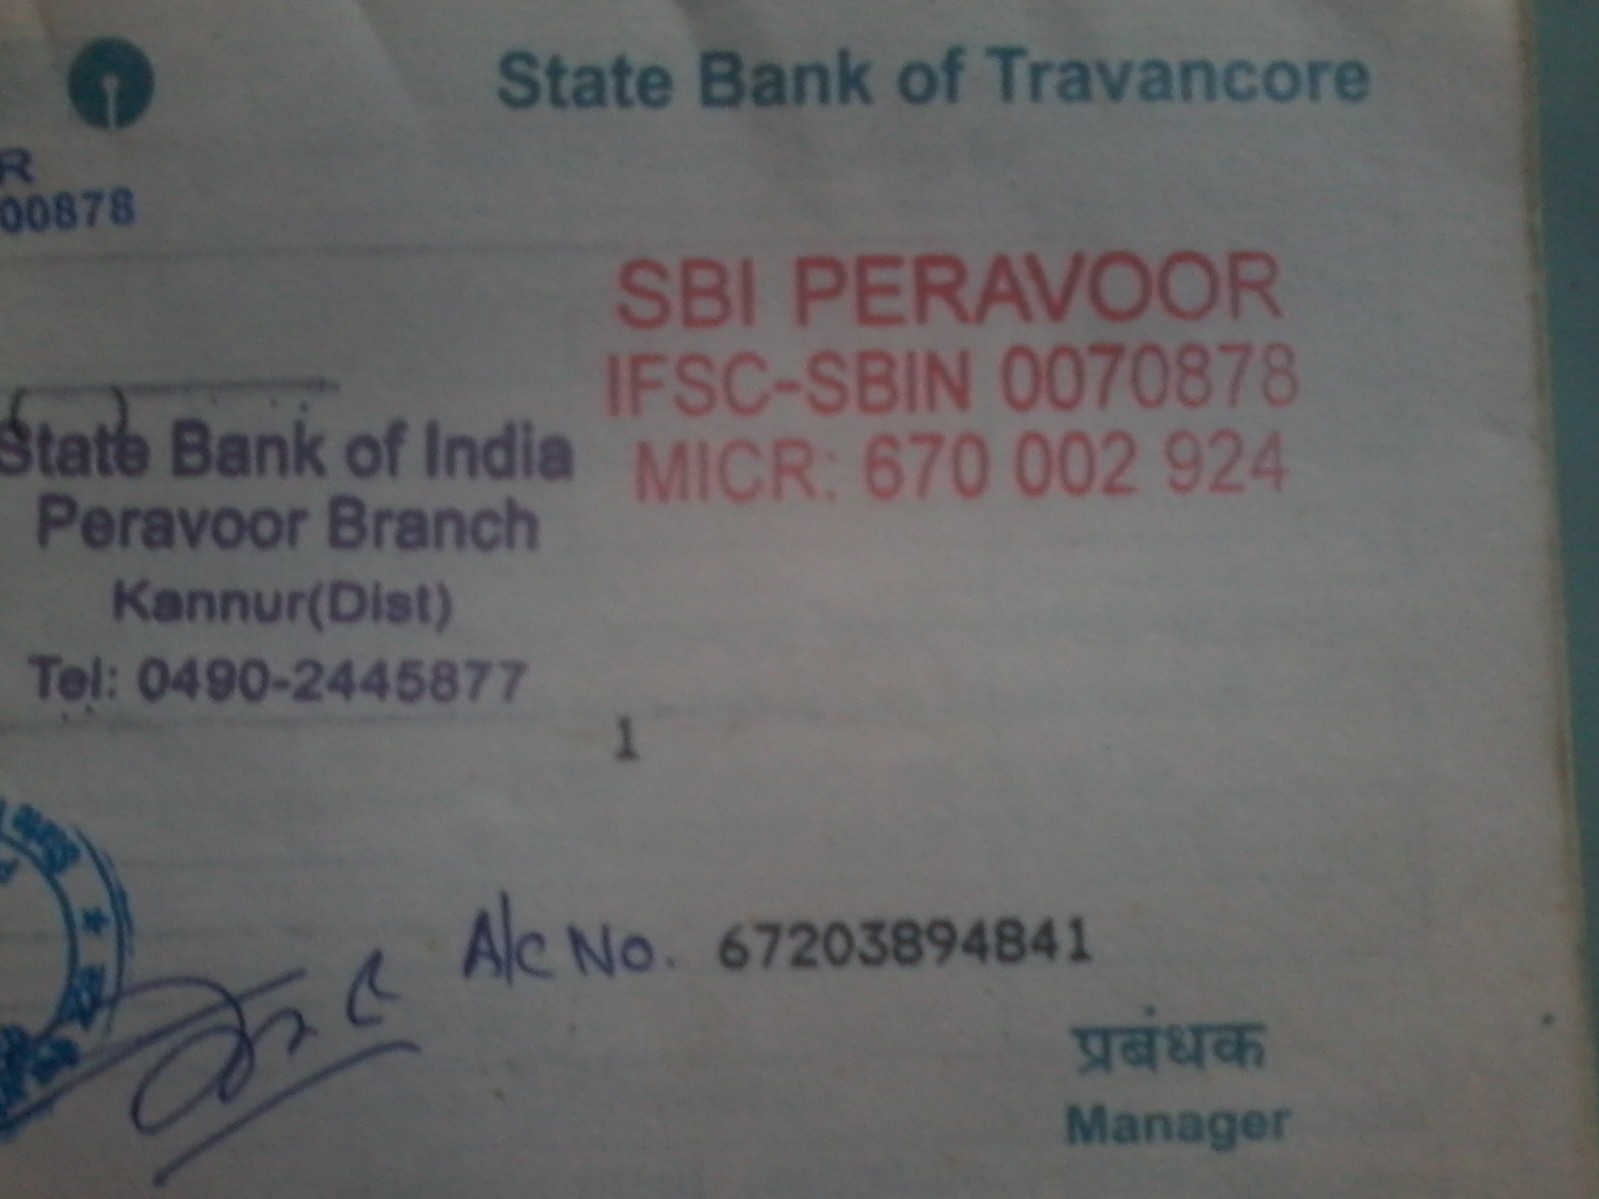 State Bank of Travancore
R
00878
SBI PERAVOOR
IFSC-SBIN 0070878
MICR: 670 002 924
State Bank of India
Peravoor Branch
Kannur(Dist)
Tel: 0490-2445877
1
A/c No. 67203894841
प्रबंधक
Manager